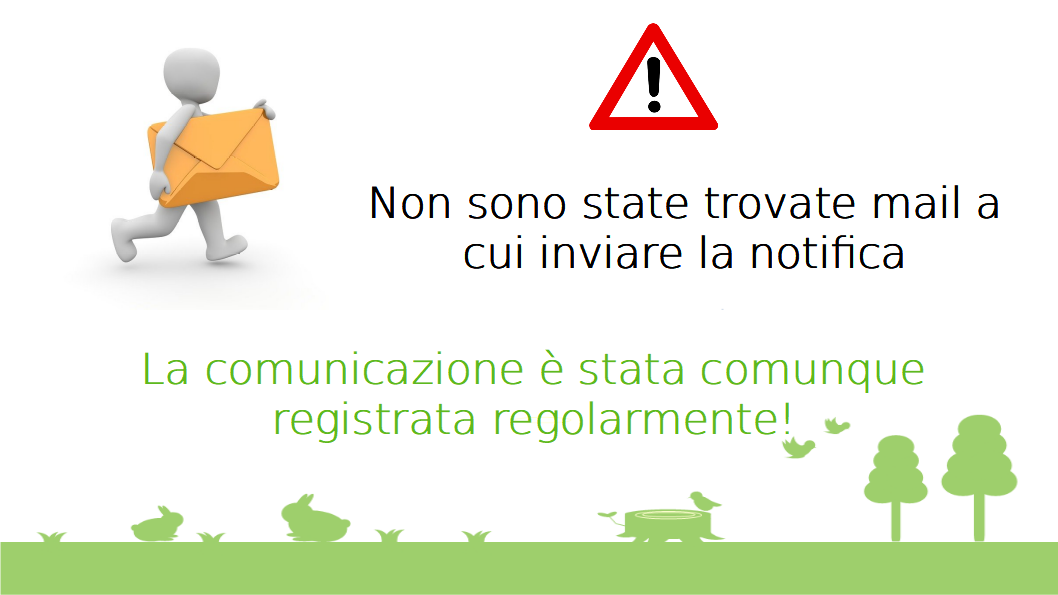 Non sono state trovate mail a
cui inviare la notifica
La comunicazione è stata comunque
registrata regolarmente!